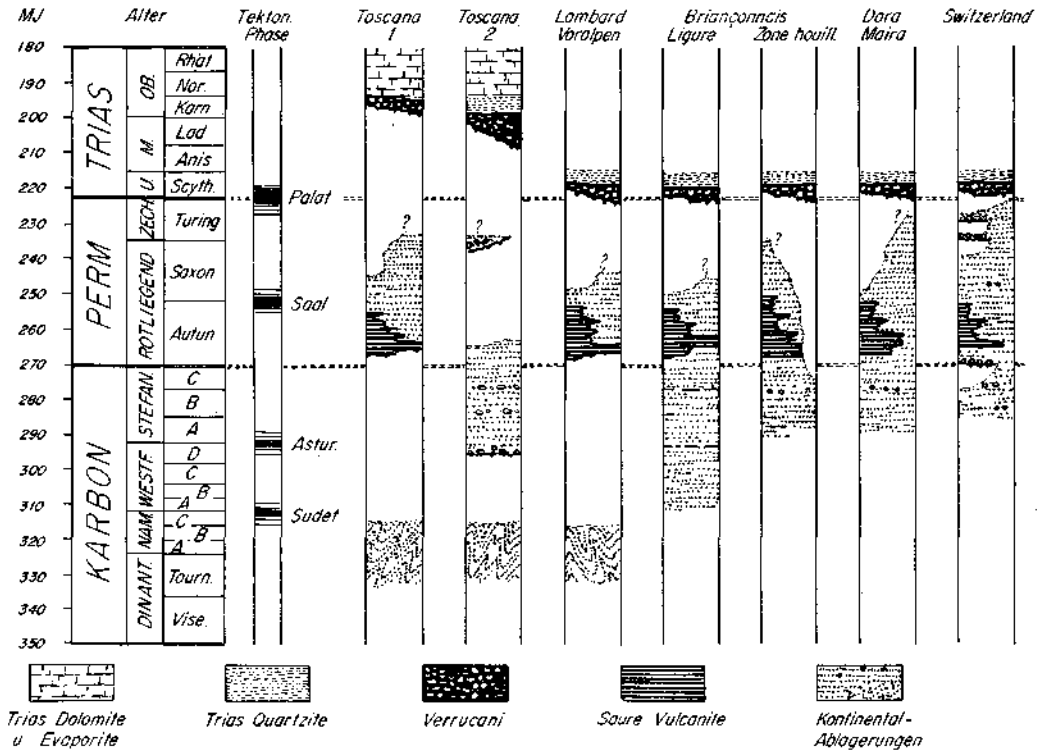 MJ Alter Tekton. Phase Toscana 1 Toscana 2 Lombard Voralpen Briançonnais Ligure Zone houill. Dora Maira Switzerland
180
190
200
210
220
230
240
250
260
270
280
290
300
310
320
330
340
350
TRIAS
OB.
Rhat
Nor.
Karn
M.
Lad
Anis
U.
Scyth.
Palat
PERM
ZECH.
Turing
ROTLIEGEND
Saxon
Saal
Autun
KARBON
STEFAN.
C
B
A
Astur.
WESTF.
D
C
B
A
Sudet
NAM.
C
B
A
DINANT.
Tourn.
Vise.
? ? ? ? ? ?
Trias Dolomite
u Evaporite
Trias Quartzite
Verrucani
Saure Vulcanite
Kontinental-
Ablagerungen